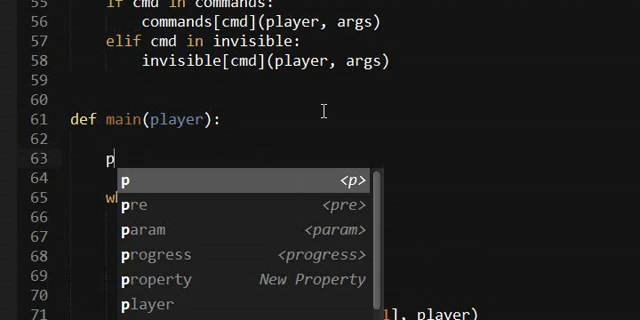 55 if cmd in commands:
56 commands[cmd](player, args)
57 elif cmd in invisible:
58 invisible[cmd](player, args)
59
60
61 def main(player):
62
63 p
64 p <p>
pre <pre>
65 wh
66 param <param>
67
68 progress <progress>
69 property New Property
70 player
71 l], player)